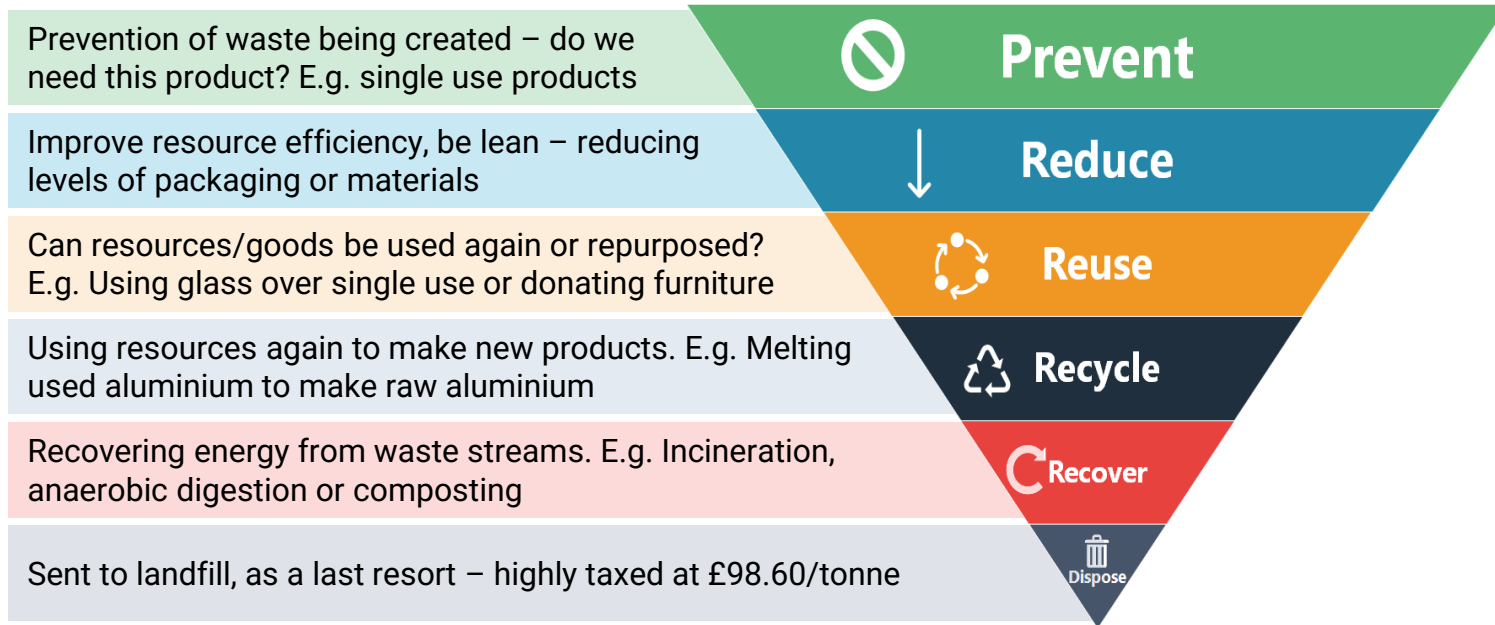 Prevention of waste being created – do we
need this product? E.g. single use products
Prevent
Improve resource efficiency, be lean – reducing
levels of packaging or materials
Reduce
Can resources/goods be used again or repurposed?
E.g. Using glass over single use or donating furniture
Reuse
Using resources again to make new products. E.g. Melting
used aluminium to make raw aluminium
Recycle
Recovering energy from waste streams. E.g. Incineration,
anaerobic digestion or composting
Recover
Sent to landfill, as a last resort – highly taxed at £98.60/tonne
Dispose